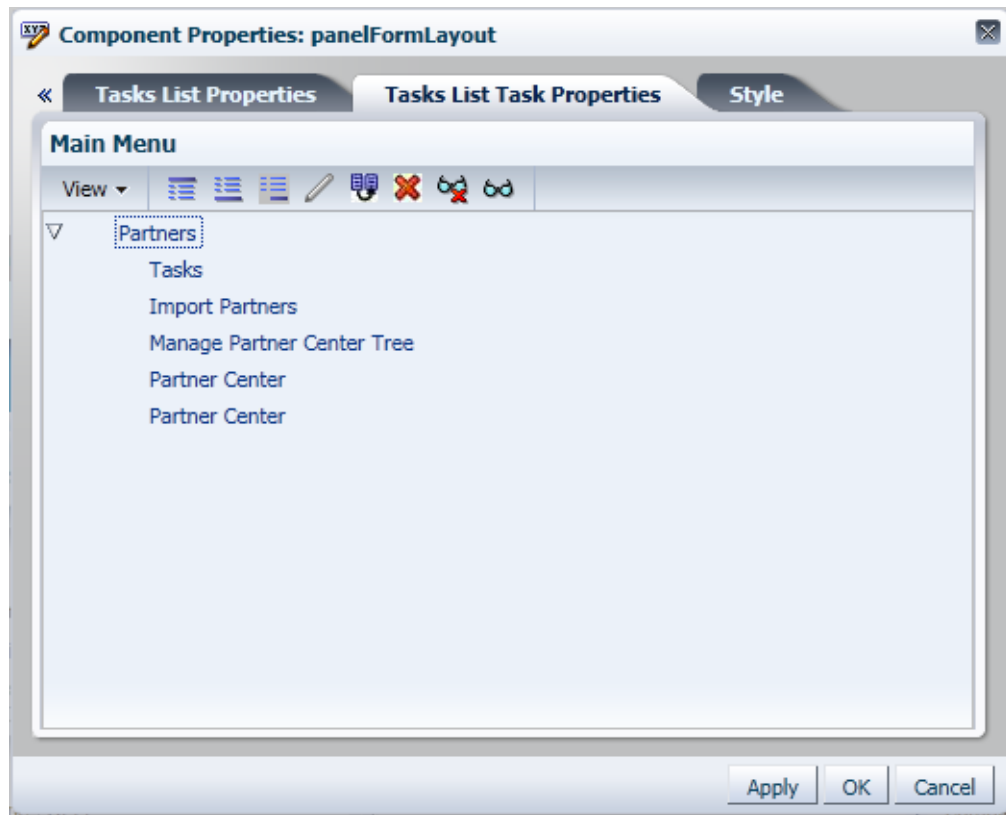 Component Properties: panelFormLayout
« Tasks List Properties Tasks List Task Properties Style
Main Menu
View
Partners
Tasks
Import Partners
Manage Partner Center Tree
Partner Center
Partner Center
Apply OK Cancel